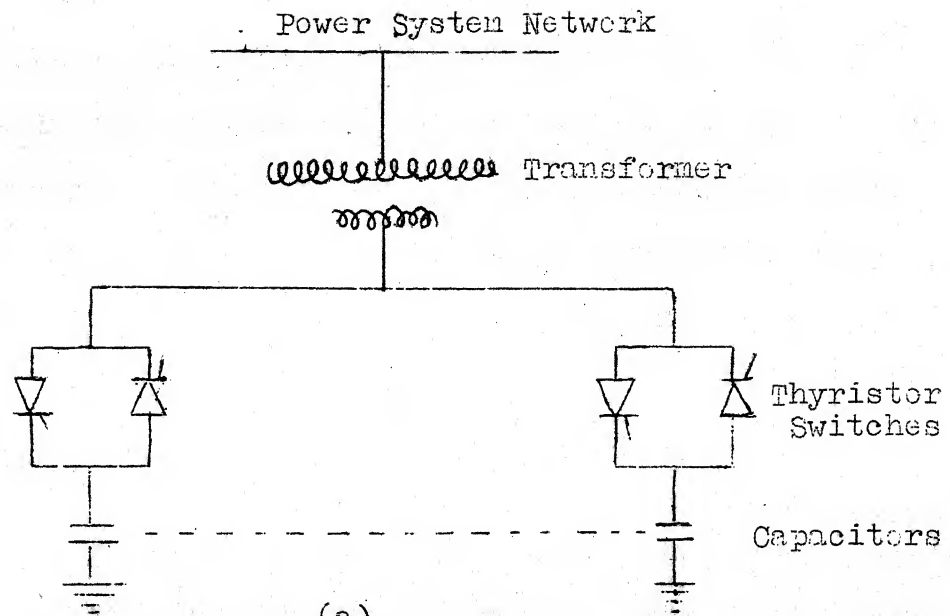 Power System Network
Transformer
Thyristor
Switches
Capacitors
(a)